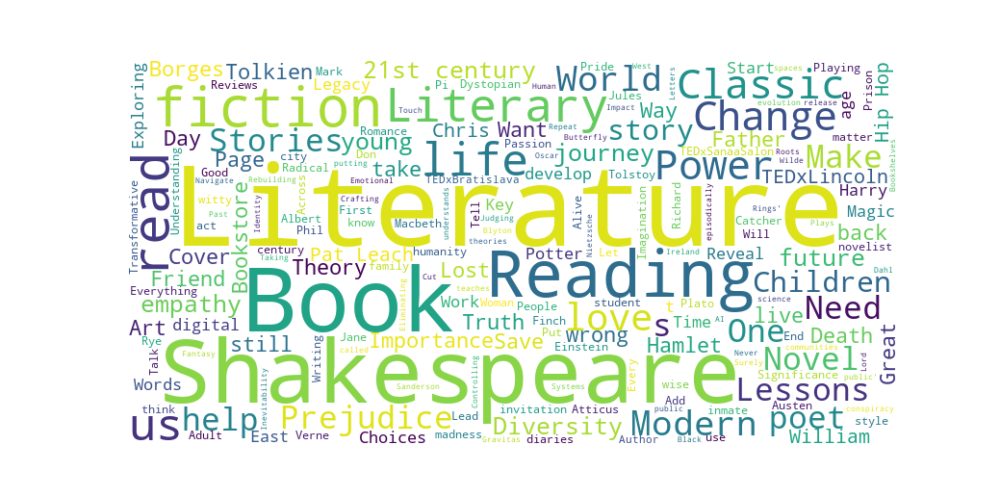 Exploring
Borges
Tolkien
Mark
21st century
Pi
Dystopian
Human
Pride
West
World
Letters
Classic
Start
spaces
Playing
Reviews
Legacy
Touch
Jules
Impact
evolution
release
age
Prison
Hip Hop
fiction
Literary
Way
Change
Day
Stories
young
Romance
Chris
Want
Passion
Repeat
Butterfly
story
Father
TEDxSanaaSalon
matter
Understanding
Page
city
Don
take
life
Oscar
journey
Power
Roots
Wilde
Make
Bookshelves
read
Good
Radical
putting
TEDxBratislava
develop
Tolstoy
TEDxLincoln
Transformative
Navigate
Rebuilding
Emotional
Literature
Harry
witty
Bookstore
Identity
Across
First
Crafting
understands
Tell
Key
Alive
Imagination
Richard
episodically
Rings'
Catcher
Magic
Past
act
Albert
Phil
know
Macbeth
Judging
Blyton
theories
Nietzsche
Let
Ireland
Will
Plays
back
novelist
Cover
century
Taking
Pat Leach
humanity
Potter
Reveal
future
Everything
Friend
Theory
family
Cut
Lost
Reading
Children
Dahl
empathy
Book
Eliminating
teaches
Work
Woman
People
student
love
s
t
Plato
science
live
Need
Art
digital
Truth
Finch
Time
AI
One
End
Death
Rye
still
Writing
Jane
called
Importance
Save
Put
wrong
Einstein
Hamlet
Never
Surely
Novel
communities
Lord
Great
Talk
Fantasy
Words
Inevitability
Shakespeare
Sanderson
Controlling
Systems
Every
wise
Significance
public'
Lessons
think
us
help
Prejudice
Lead
invitation
Atticus
public
Add
inmate
Austen
conspiracy
Modern
poet
style
Adult
Verne
East
Choices
madness
Gravitas
Diversity
diaries
Author
Black
use
William